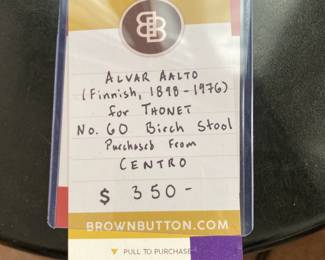 BB
ALVAR AALTO
(Finnish, 1898-1976)
for THONET
No. 60 Birch Stool
Purchased From
CENTRO
$ 350-
BROWNBUTTON.COM
▼ PULL TO PURCHASE